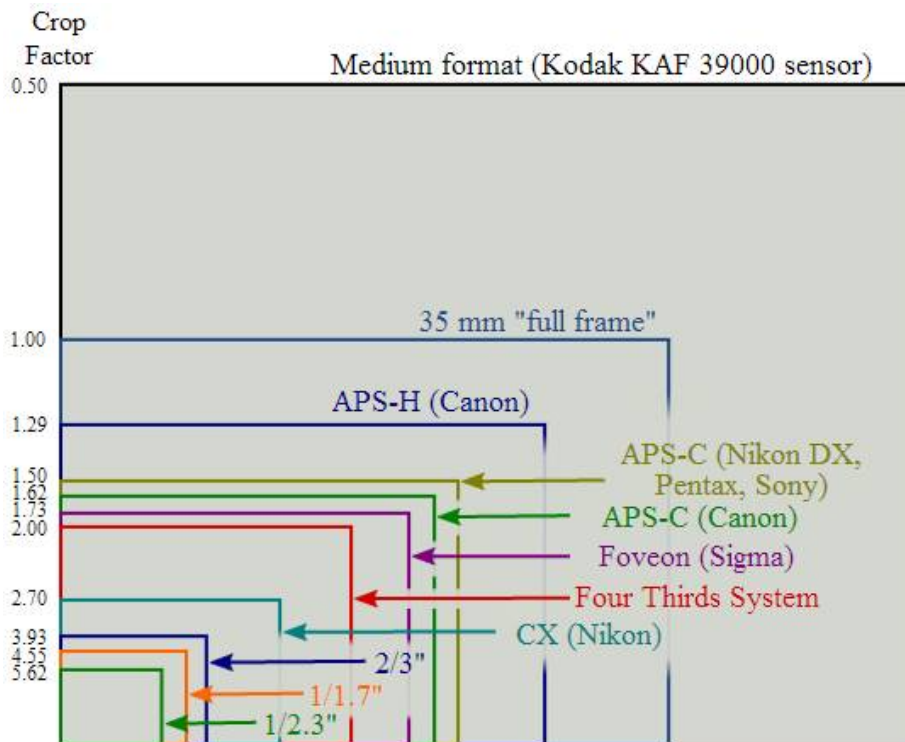 Crop
Factor
Medium format (Kodak KAF 39000 sensor)
0.50
35 mm "full frame"
1.00
APS-H (Canon)
1.29
APS-C (Nikon DX,
Pentax, Sony)
1.50
1.62
APS-C (Canon)
1.73
2.00
Foveon (Sigma)
Four Thirds System
2.70
CX (Nikon)
3.93
2/3"
4.55
5.62
1/1.7"
1/2.3"